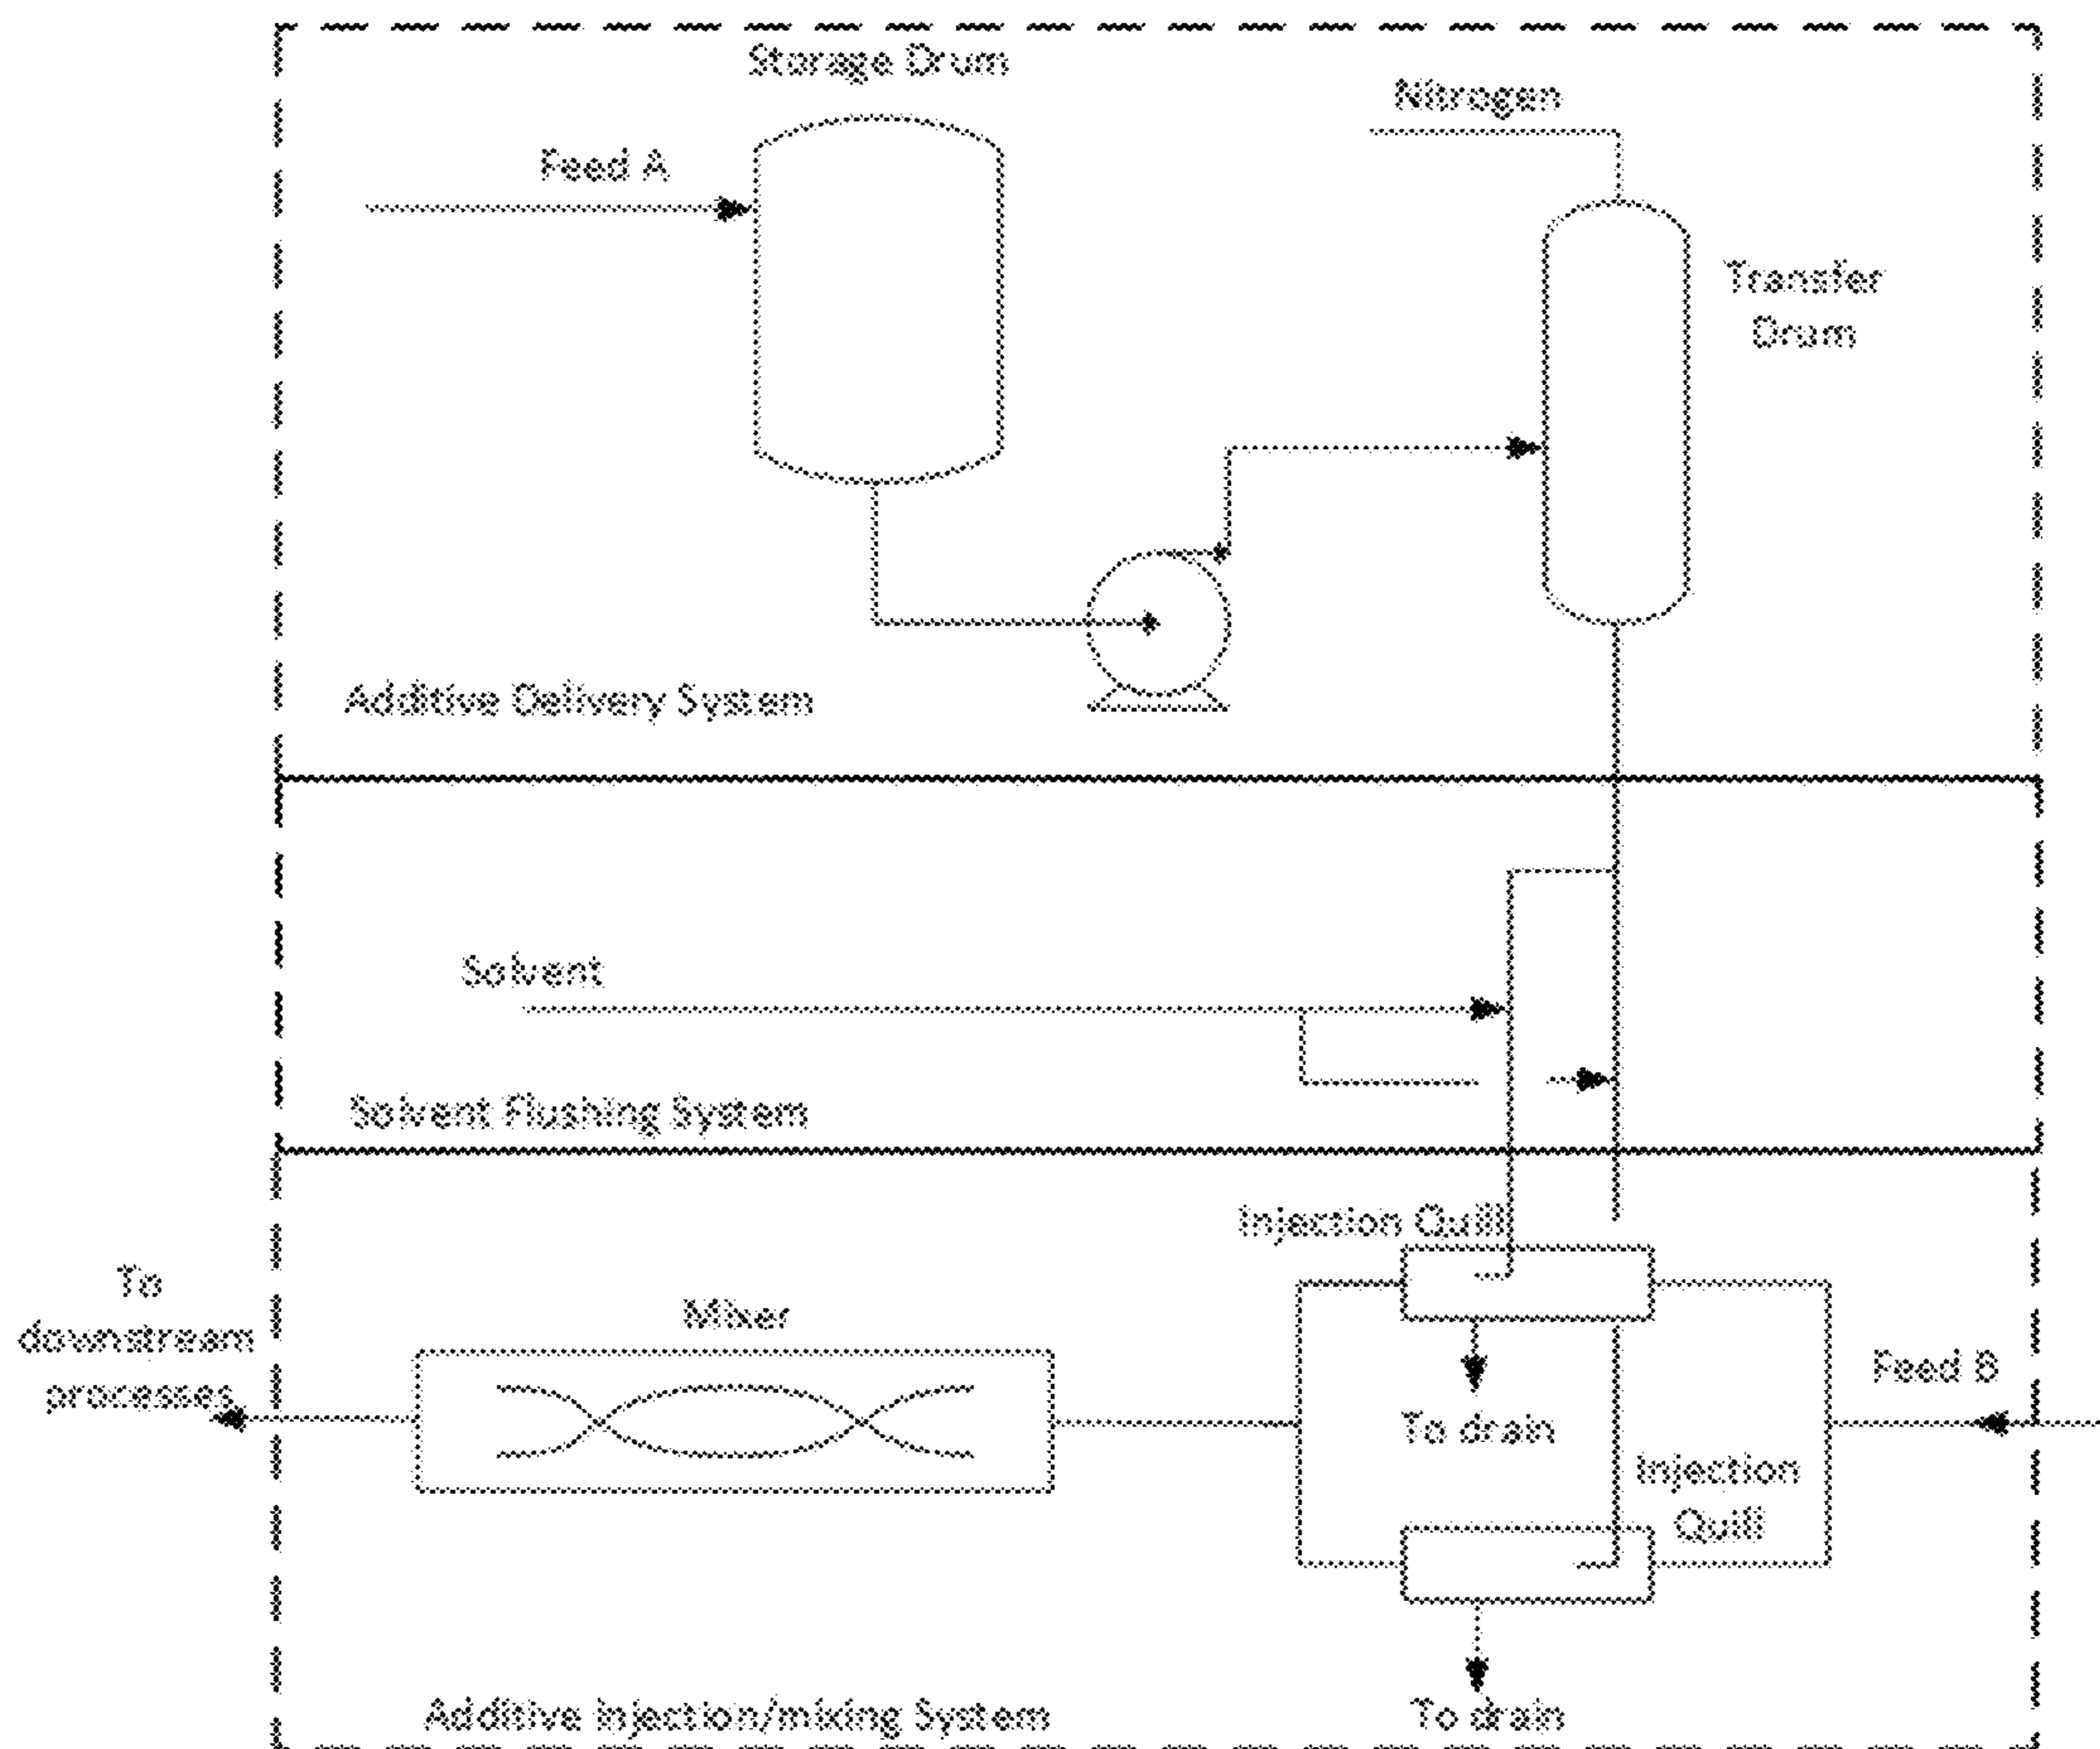 Storage Drum
Nitrogen
Feed A
Transfer
Drum
Additive Delivery System
Solvent
Solvent Flushing System
Injection Quill
To
downstream
processes
Mixer
Feed B
To drain
Injection
Quill
Additive Injection/mixing System
To drain